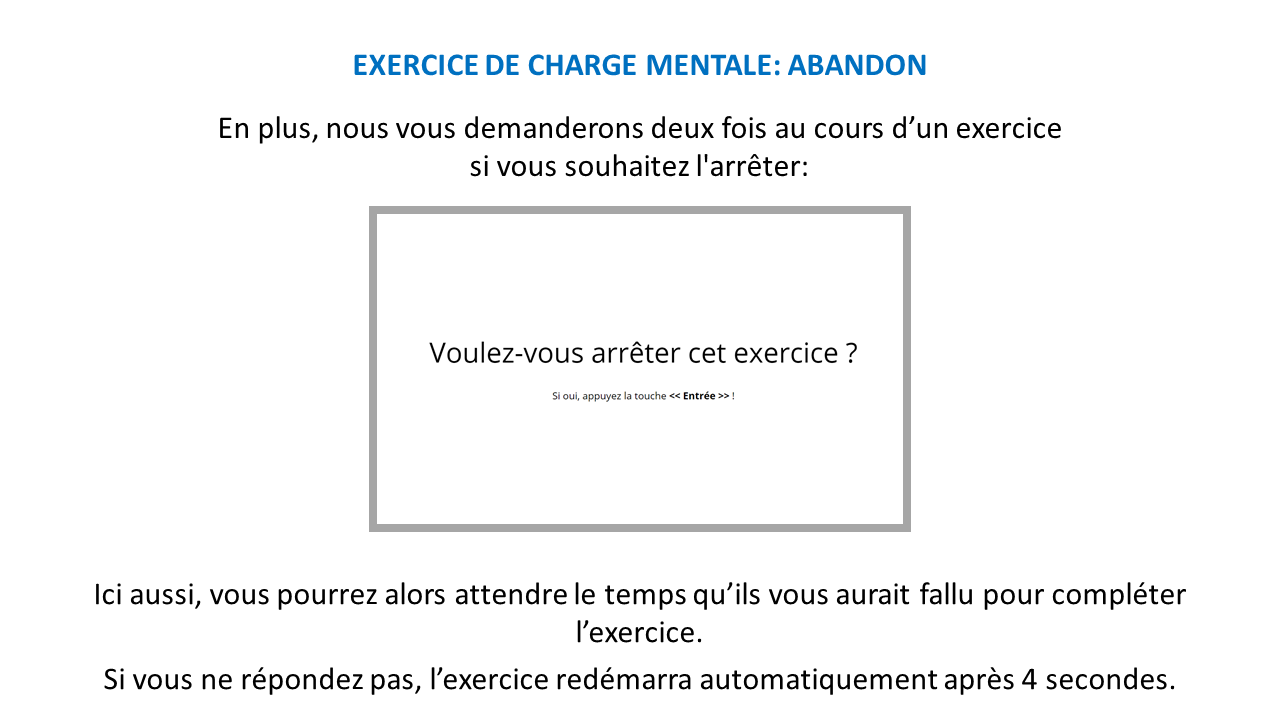 EXERCICE DE CHARGE MENTALE: ABANDON
En plus, nous vous demanderons deux fois au cours d’un exercice
si vous souhaitez l'arrêter:
Voulez-vous arrêter cet exercice ?
Si oui, appuyez la touche << Entrée >> !
Ici aussi, vous pourrez alors attendre le temps qu’ils vous aurait fallu pour compléter
l’exercice.
Si vous ne répondez pas, l’exercice redémarra automatiquement après 4 secondes.